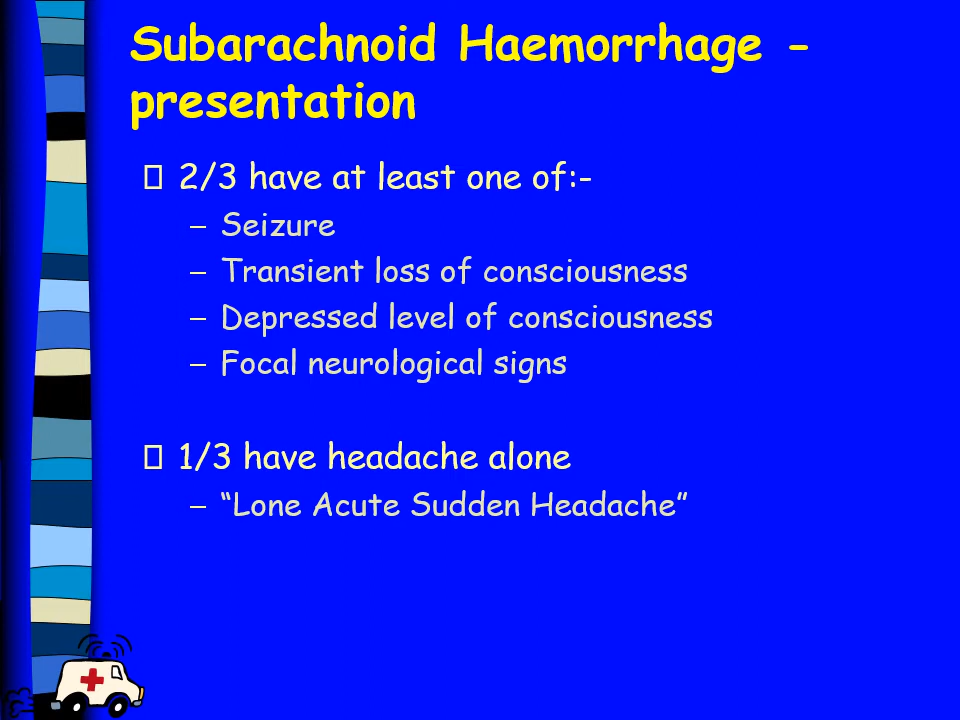 Subarachnoid Haemorrhage -
presentation
2/3 have at least one of:-
– Seizure
– Transient loss of consciousness
– Depressed level of consciousness
– Focal neurological signs
1/3 have headache alone
– “Lone Acute Sudden Headache”